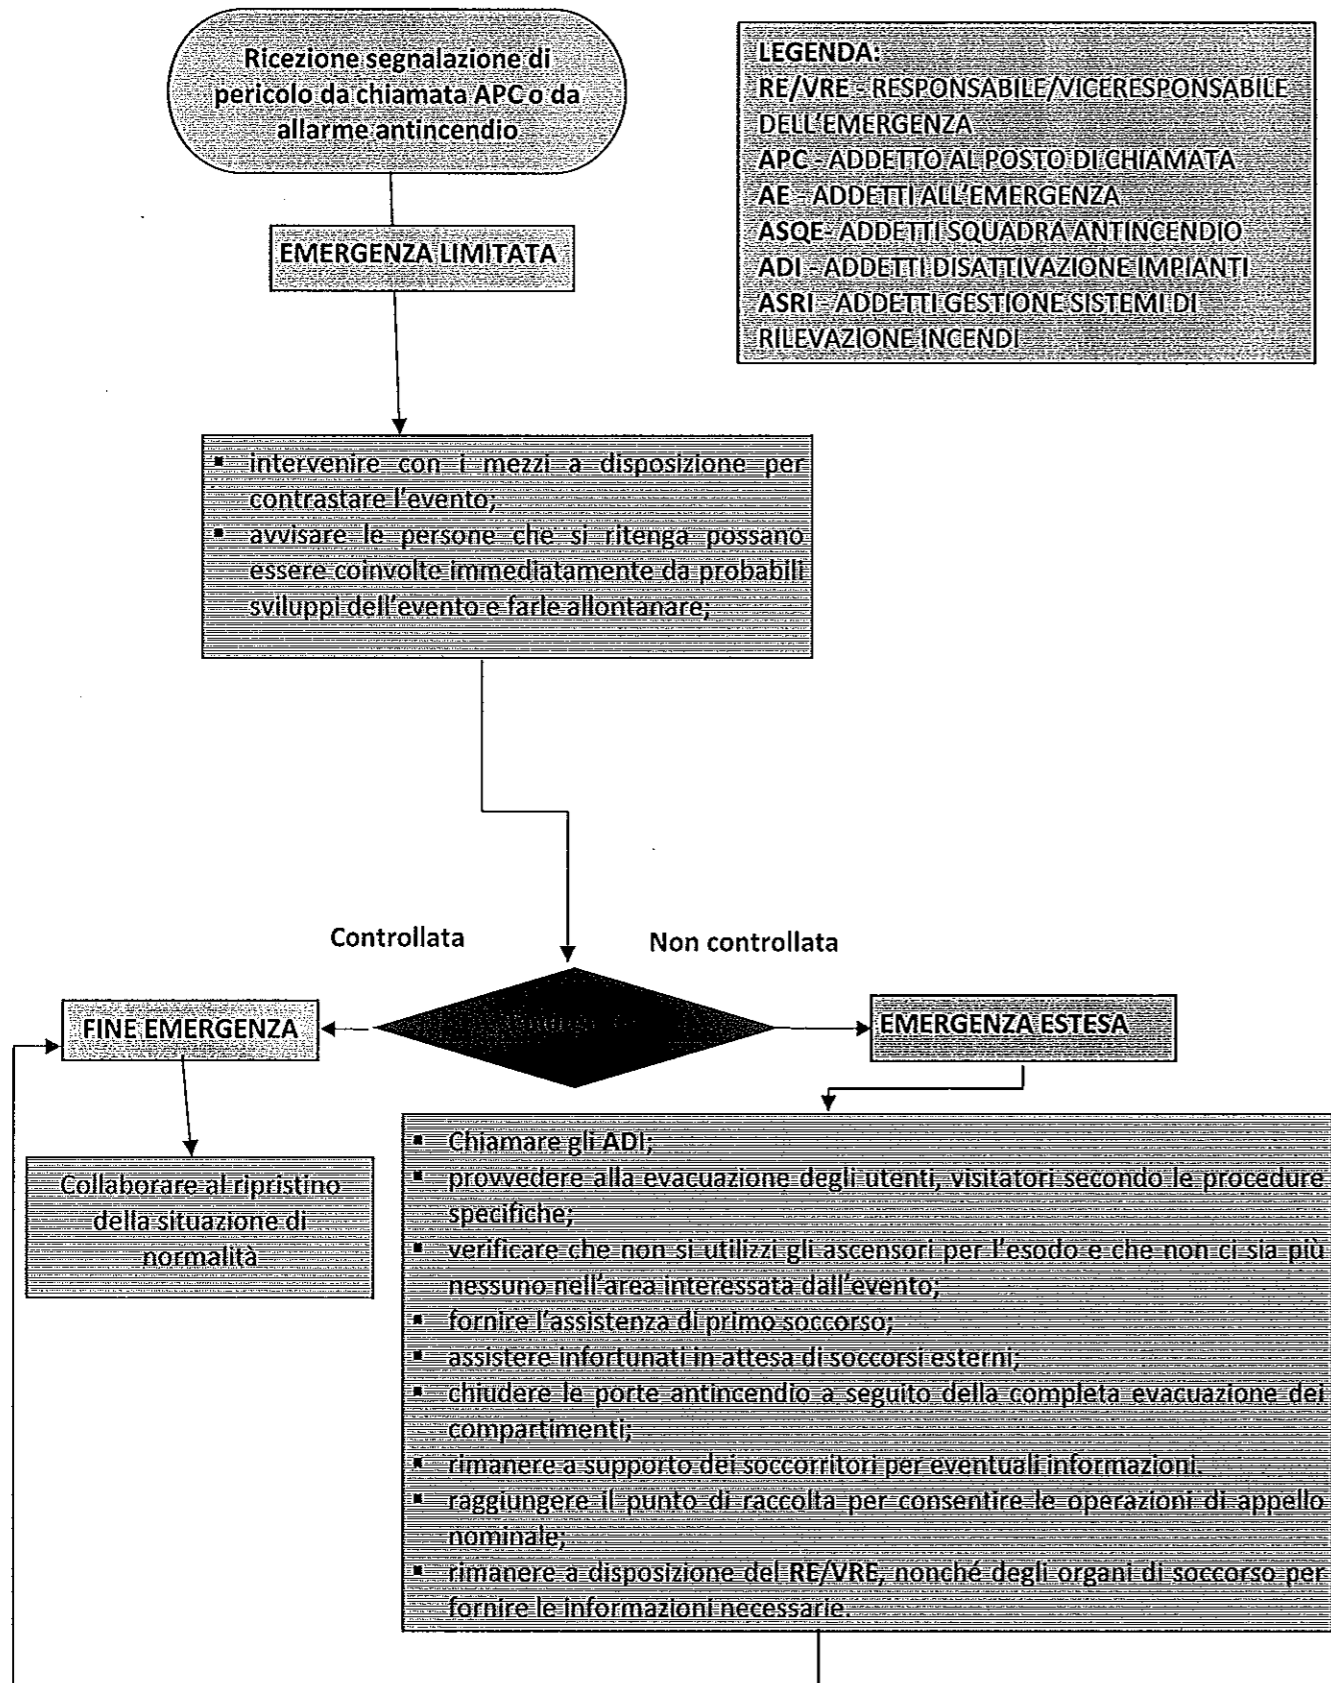 Ricezione segnalazione di
pericolo da chiamata APC o da
allarme antincendio
LEGENDA:
RE/VRE - RESPONSABILE/VICERESPONSABILE
DELL'EMERGENZA
APC - ADDETTO AL POSTO DI CHIAMATA
AE - ADDETTI ALL'EMERGENZA
ASQE- ADDETTI SQUADRA ANTINCENDIO
ADI - ADDETTI DISATTIVAZIONE IMPIANTI
ASRI - ADDETTI GESTIONE SISTEMI DI
RILEVAZIONE INCENDI
EMERGENZA LIMITATA
▪ intervenire con i mezzi a disposizione per
contrastare l'evento;
▪ avvisare le persone che si ritenga possano
essere coinvolte immediatamente da probabili
sviluppi dell'evento e farle allontanare;
Controllata
Non controllata
FINE EMERGENZA
EMERGENZA ESTESA
Collaborare al ripristino
della situazione di
normalità
▪ Chiamare gli ADI;
▪ provvedere alla evacuazione degli utenti, visitatori secondo le procedure
specifiche;
▪ verificare che non si utilizzi gli ascensori per l'esodo e che non ci sia più
nessuno nell'area interessata dall'evento;
▪ fornire l'assistenza di primo soccorso;
▪ assistere infortunati in attesa di soccorsi esterni;
▪ chiudere le porte antincendio a seguito della completa evacuazione dei
compartimenti;
▪ rimanere a supporto dei soccorritori per eventuali informazioni.
▪ raggiungere il punto di raccolta per consentire le operazioni di appello
nominale;
▪ rimanere a disposizione del RE/VRE, nonché degli organi di soccorso per
fornire le informazioni necessarie.